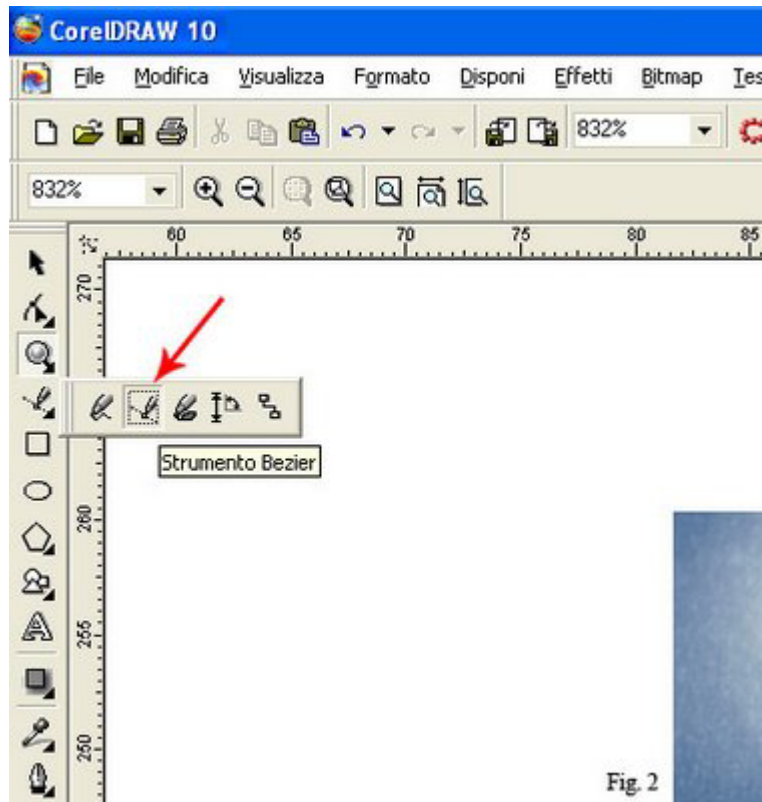 CorelDRAW 10
File Modifica Visualizza Formato Disponi Effetti Bitmap Tes
832%
832%
60 65 70 75 80 85
270
Strumento Bezier
260
255
250
Fig. 2